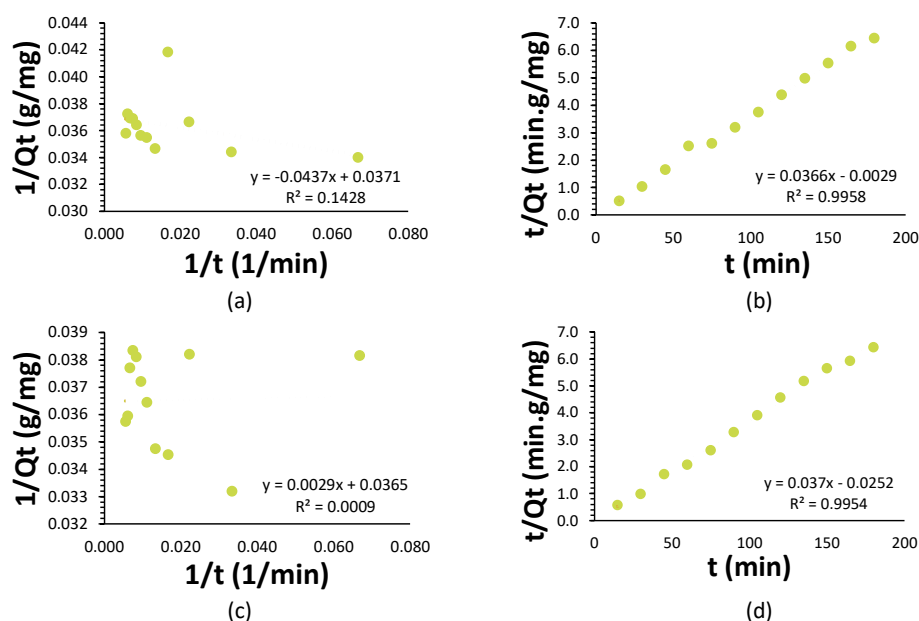 0.044
0.042
0.040
0.038
0.036
0.034
0.032
0.030
1/Qt (g/mg)
y = -0.0437x + 0.0371
R² = 0.1428
0.000 0.020 0.040 0.060 0.080
1/t (1/min)
(a)
7.0
6.0
5.0
4.0
3.0
2.0
1.0
0.0
t/Qt (min.g/mg)
y = 0.0366x - 0.0029
R² = 0.9958
0 50 100 150 200
t (min)
(b)
0.039
0.038
0.037
0.036
0.035
0.034
0.033
0.032
1/Qt (g/mg)
y = 0.0029x + 0.0365
R² = 0.0009
0.000 0.020 0.040 0.060 0.080
1/t (1/min)
(c)
7.0
6.0
5.0
4.0
3.0
2.0
1.0
0.0
t/Qt (min.g/mg)
y = 0.037x - 0.0252
R² = 0.9954
0 50 100 150 200
t (min)
(d)